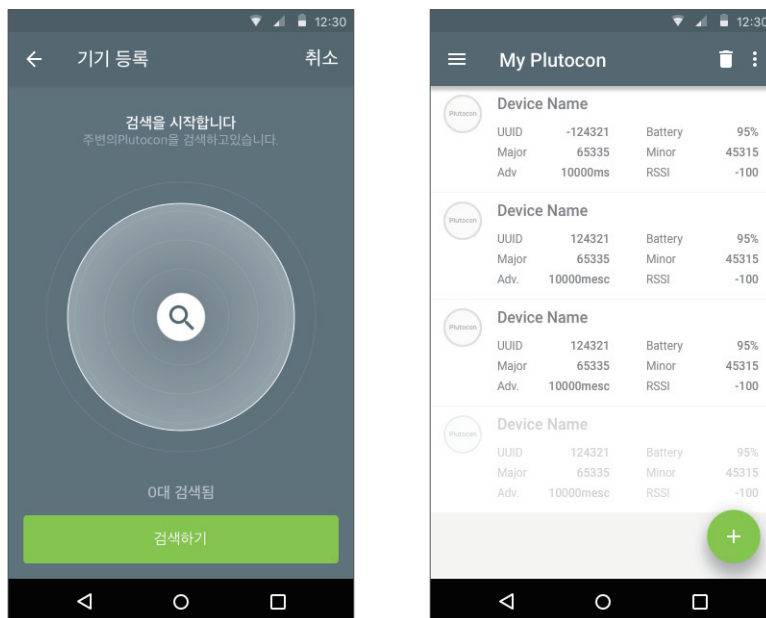 12:30
기기 등록
취소
검색을 시작합니다
주변의Plutocon을 검색하고있습니다.
0대 검색됨
검색하기
12:30
My Plutocon
Plutocon
Device Name
UUID -124321 Battery 95%
Major 65335 Minor 45315
Adv 10000ms RSSI -100
Plutocon
Device Name
UUID 124321 Battery 95%
Major 65335 Minor 45315
Adv. 10000mesc RSSI -100
Plutocon
Device Name
UUID 124321 Battery 95%
Major 65335 Minor 45315
Adv. 10000mesc RSSI -100
Plutocon
Device Name
UUID 124321 Battery 95%
Major 65335 Minor 45315
Adv. 10000mesc RSSI -100